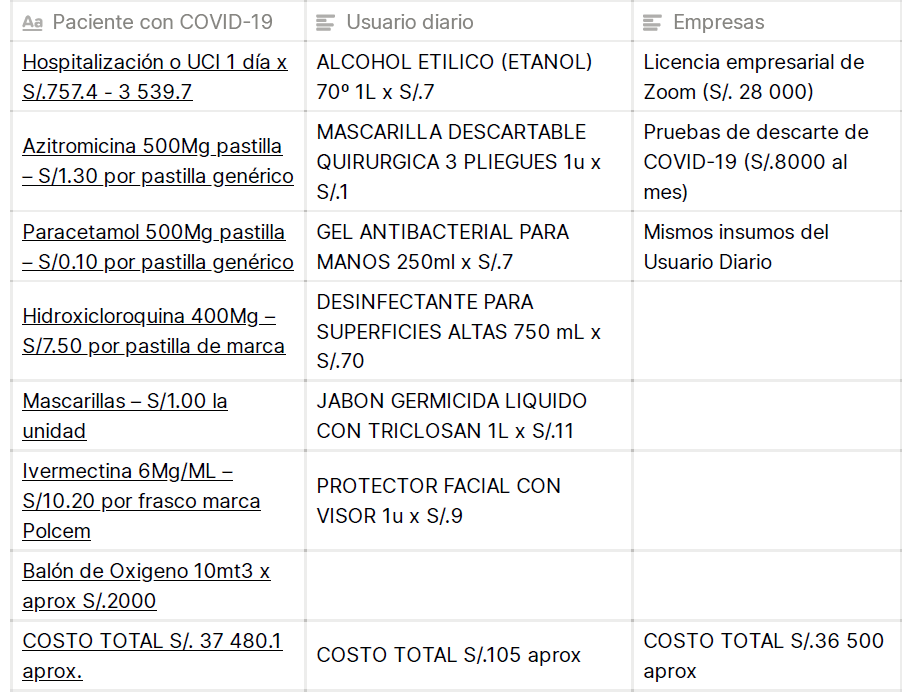 Aa Paciente con COVID-19
Usuario diario
Empresas
Hospitalización o UCI 1 día x
S/.757.4 - 3 539.7
ALCOHOL ETILICO (ETANOL)
70º 1L x S/.7
Licencia empresarial de
Zoom (S/. 28 000)
Azitromicina 500Mg pastilla
– S/1.30 por pastilla genérico
MASCARILLA DESCARTABLE
QUIRURGICA 3 PLIEGUES 1u x
S/.1
Pruebas de descarte de
COVID-19 (S/.8000 al
mes)
Paracetamol 500Mg pastilla
– S/0.10 por pastilla genérico
GEL ANTIBACTERIAL PARA
MANOS 250ml x S/.7
Mismos insumos del
Usuario Diario
Hidroxicloroquina 400Mg –
S/7.50 por pastilla de marca
DESINFECTANTE PARA
SUPERFICIES ALTAS 750 mL x
S/.70
Mascarillas – S/1.00 la
unidad
JABON GERMICIDA LIQUIDO
CON TRICLOSAN 1L x S/.11
Ivermectina 6Mg/ML –
S/10.20 por frasco marca
Polcem
PROTECTOR FACIAL CON
VISOR 1u x S/.9
Balón de Oxigeno 10mt3 x
aprox S/.2000
COSTO TOTAL S/. 37 480.1
aprox.
COSTO TOTAL S/.105 aprox
COSTO TOTAL S/.36 500
aprox